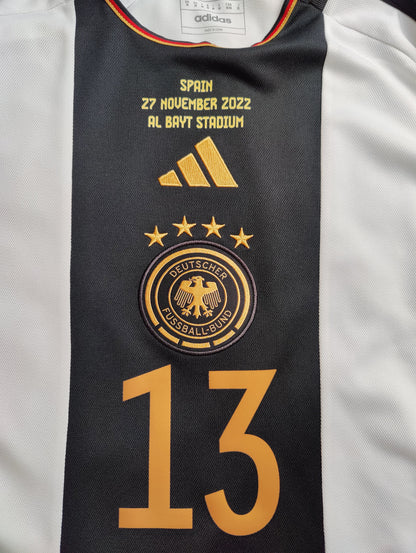 adidas
SPAIN
27 NOVEMBER 2022
AL BAYT STADIUM
DEUTSCHER
FUSSBALL-BUND
13